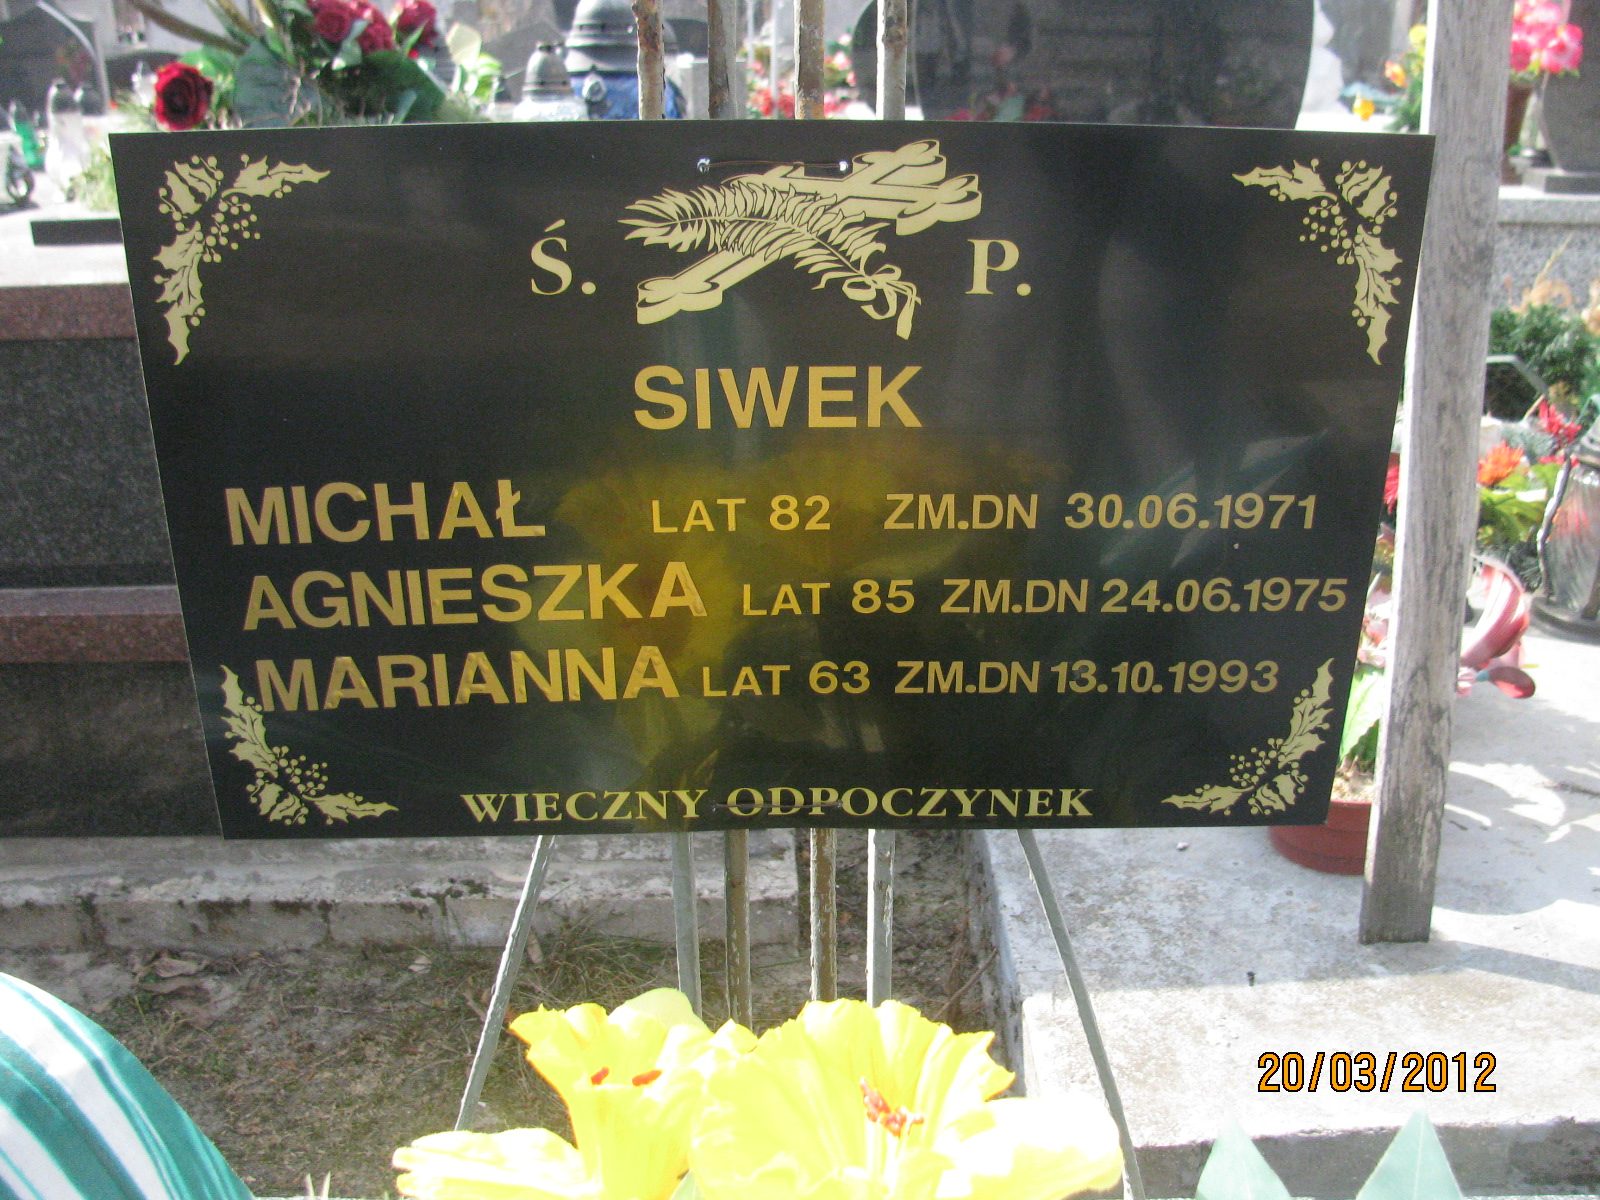 Ś. P.
SIWEK
MICHAŁ LAT 82 ZM.DN 30.06.1971
AGNIESZKA LAT 85 ZM.DN 24.06.1975
MARIANNA LAT 63 ZM.DN 13.10.1993
WIECZNY ODPOCZYNEK
20/03/2012